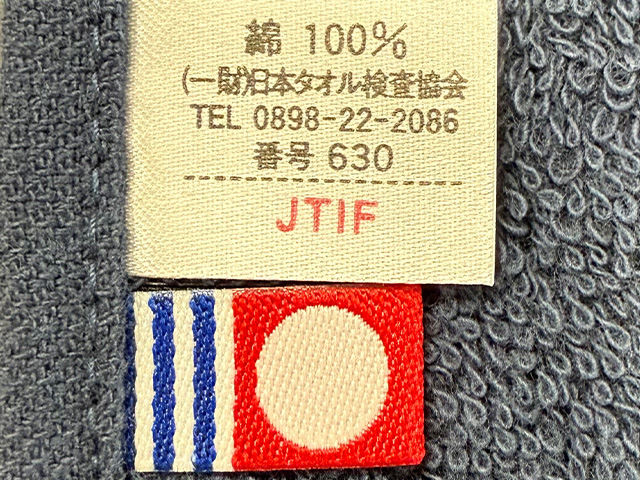 綿 100%
(一財)日本タオル検査協会
TEL 0898-22-2086
番号 630
JTIF